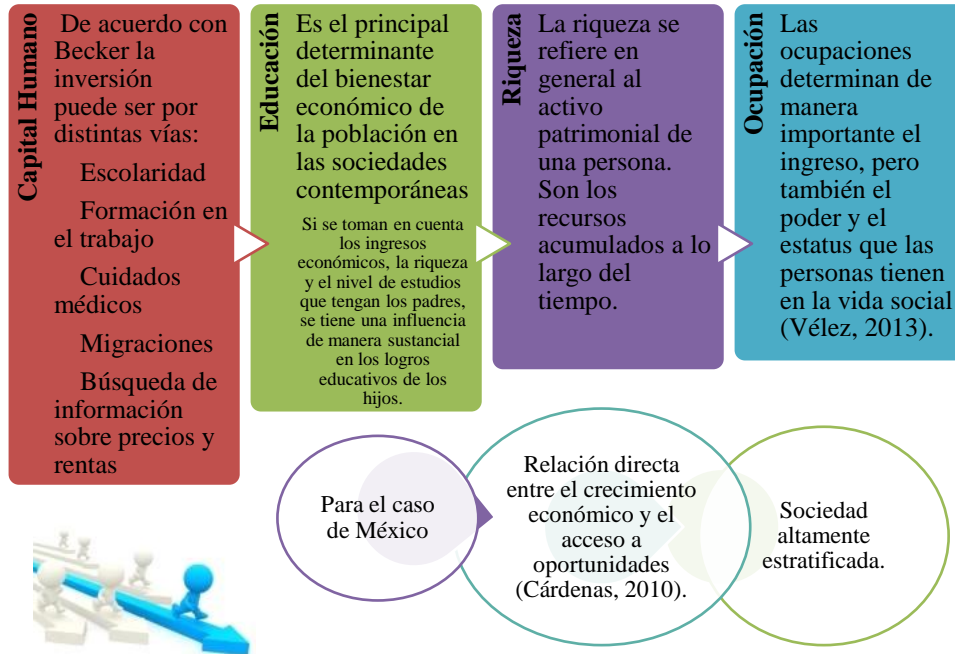 Capital Humano
De acuerdo con
Becker la
inversión
puede ser por
distintas vías:
Escolaridad
Formación en
el trabajo
Cuidados
médicos
Migraciones
Búsqueda de
información
sobre precios y
rentas
Educación
Es el principal
determinante
del bienestar
económico de
la población en
las sociedades
contemporáneas
Si se toman en cuenta
los ingresos
económicos, la riqueza
y el nivel de estudios
que tengan los padres,
se tiene una influencia
de manera sustancial
en los logros
educativos de los
hijos.
Riqueza
La riqueza se
refiere en
general al
activo
patrimonial de
una persona.
Son los
recursos
acumulados a lo
largo del
tiempo.
Ocupación
Las
ocupaciones
determinan de
manera
importante el
ingreso, pero
también el
poder y el
estatus que las
personas tienen
en la vida social
(Vélez, 2013).
Para el caso
de México
Relación directa
entre el crecimiento
económico y el
acceso a
oportunidades
(Cárdenas, 2010).
Sociedad
altamente
estratificada.